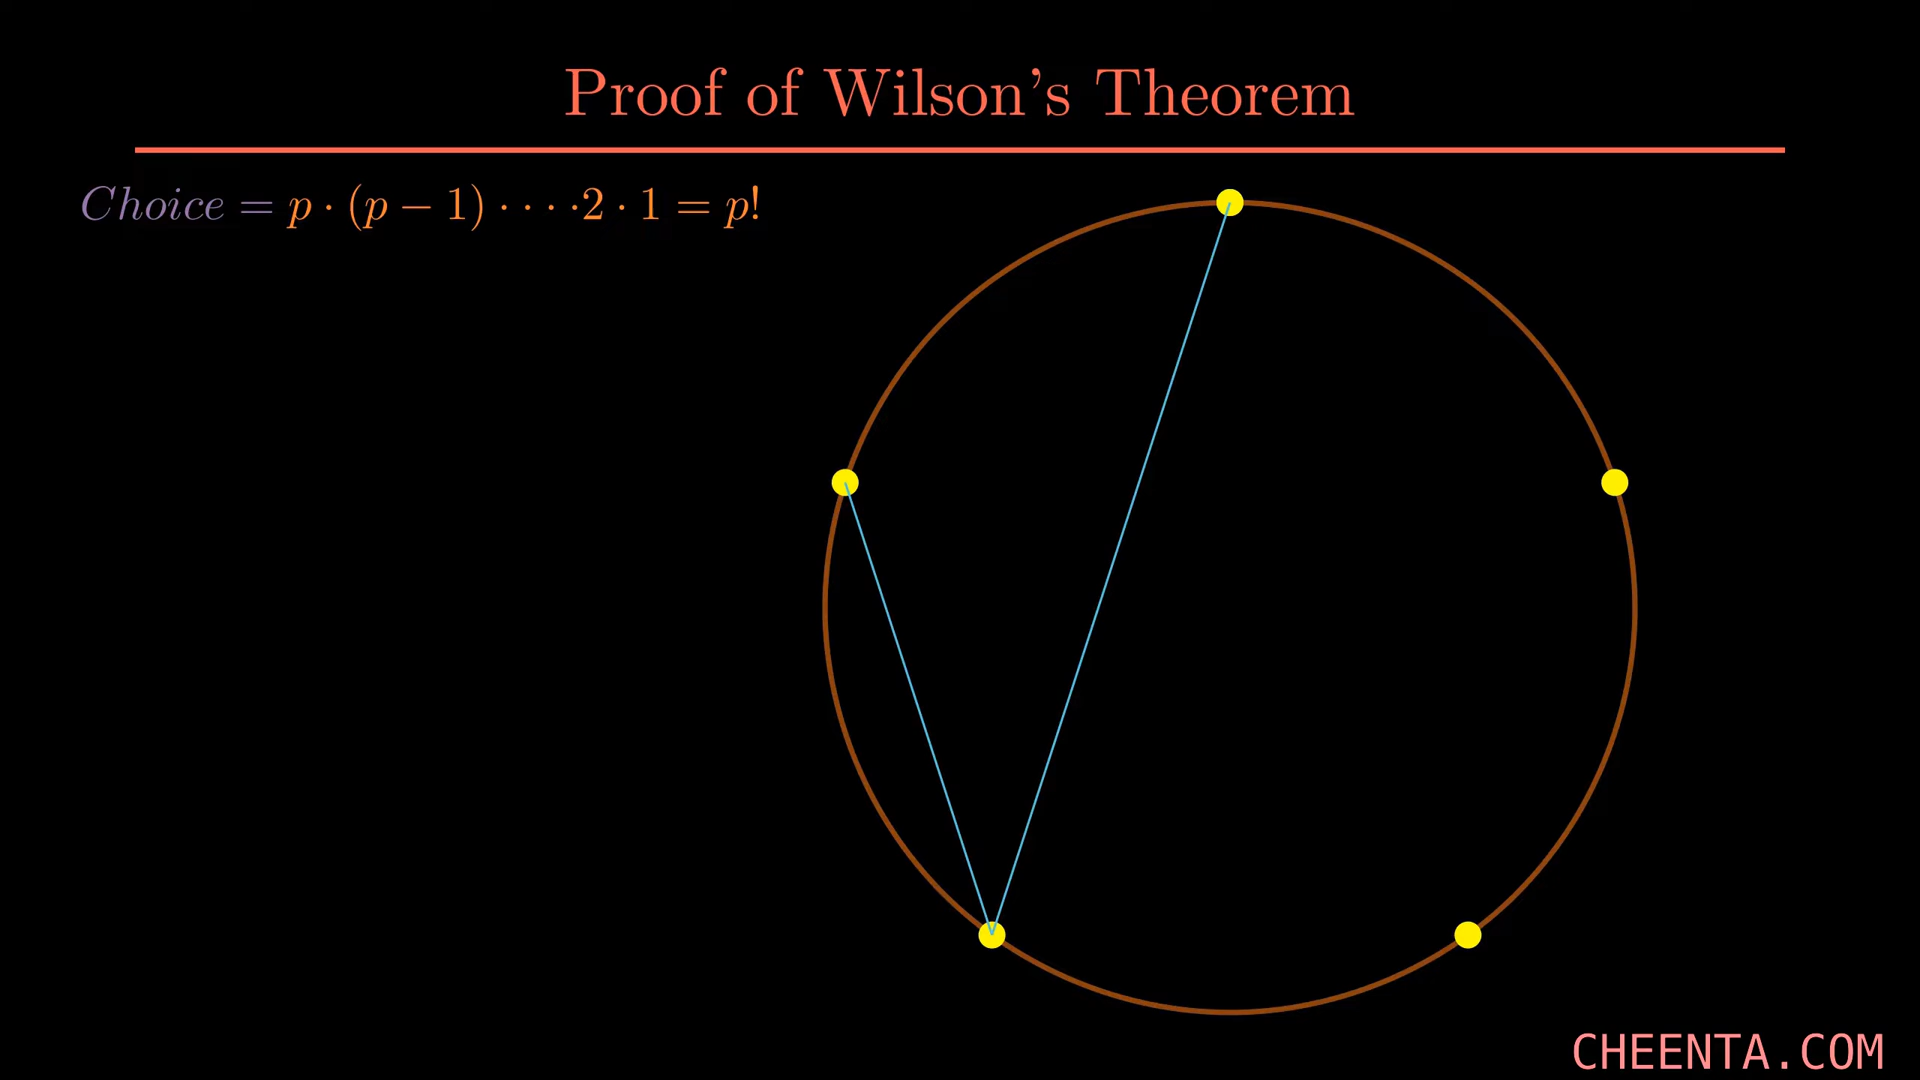 Proof of Wilson's Theorem
Choice = p · (p − 1) · · · ·2 · 1 = p!
CHEENTA.COM